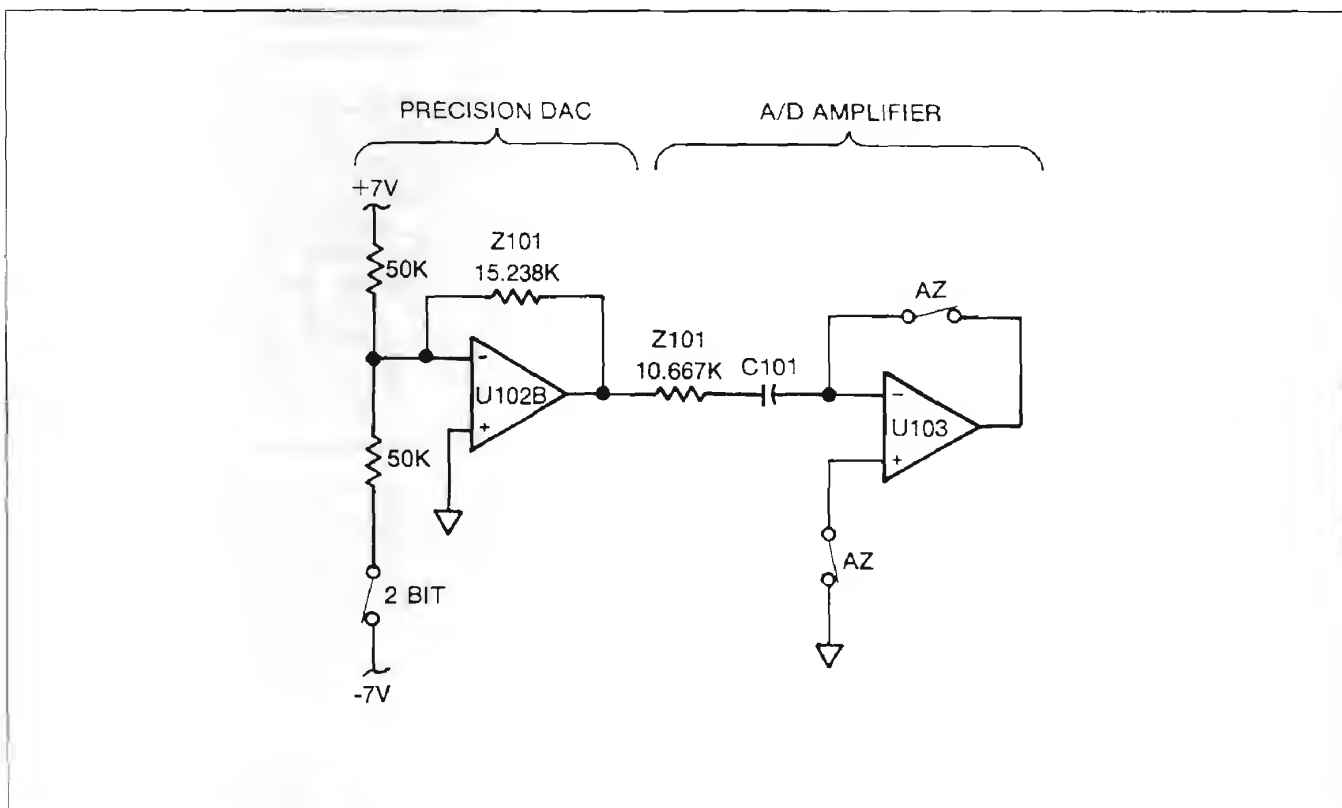 PRECISION DAC
A/D AMPLIFIER
+7V
50K
Z101
15.238K
-
U102B
+
50K
2 BIT
-7V
Z101
10.667K
C101
AZ
-
U103
+
AZ